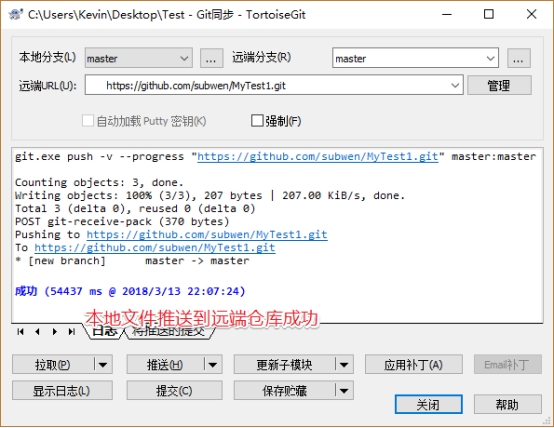 C:\Users\Kevin\Desktop\Test - Git同步 - TortoiseGit
本地分支(L) master ... 远端分支(R) master ...
远端URL(U): https://github.com/subwen/MyTest1.git 管理
自动加载 Putty 密钥(K) 强制(F)
git.exe push -v --progress "https://github.com/subwen/MyTest1.git" master:master
Counting objects: 3, done.
Writing objects: 100% (3/3), 207 bytes | 207.00 KiB/s, done.
Total 3 (delta 0), reused 0 (delta 0)
POST git-receive-pack (370 bytes)
Pushing to https://github.com/subwen/MyTest1.git
To https://github.com/subwen/MyTest1.git
* [new branch] master -> master
成功 (54437 ms @ 2018/3/13 22:07:24)
本地文件推送到远端仓库成功
日志 将推送的提交
拉取(P) 推送(H) 更新子模块 应用补丁(A) Email补丁
显示日志(L) 提交(C) 保存贮藏
关闭 帮助